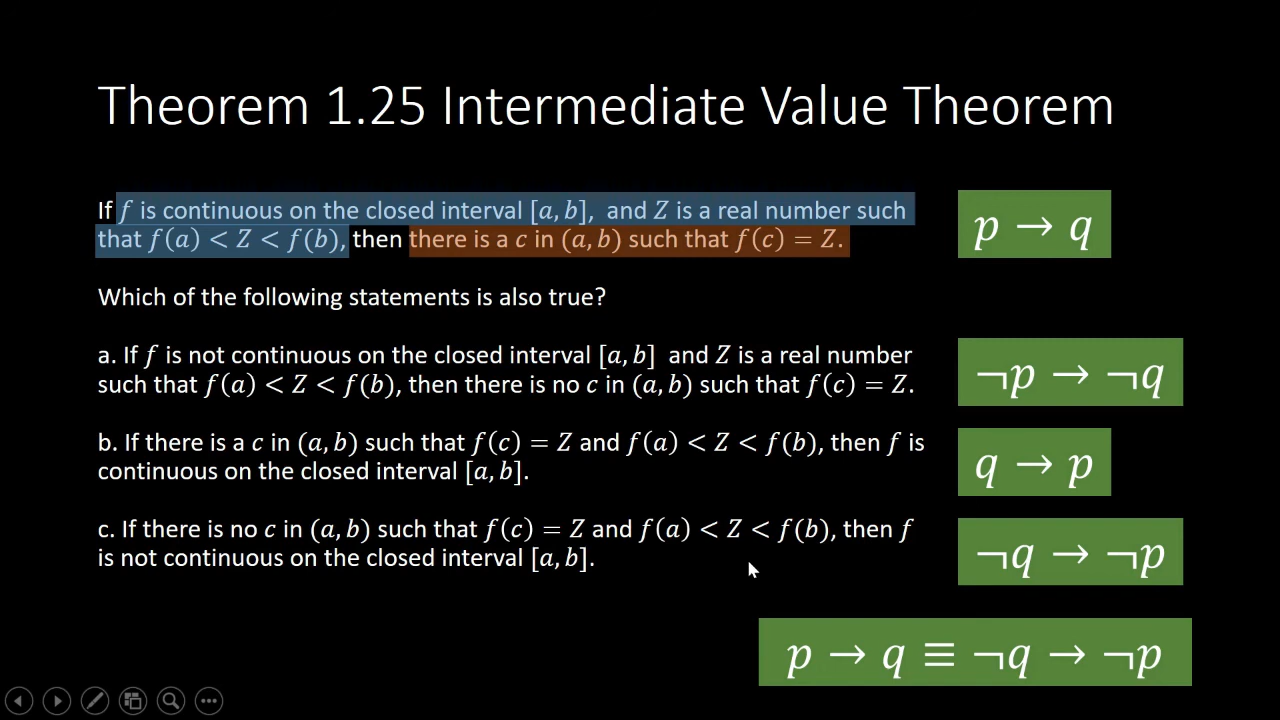 Theorem 1.25 Intermediate Value Theorem
If f is continuous on the closed interval [a, b],  and Z is a real number such
that f(a) < Z < f(b), then there is a c in (a, b) such that f(c) = Z.
p → q
Which of the following statements is also true?
a. If f is not continuous on the closed interval [a, b]  and Z is a real number
such that f(a) < Z < f(b), then there is no c in (a, b) such that f(c) = Z.
¬p → ¬q
b. If there is a c in (a, b) such that f(c) = Z and f(a) < Z < f(b), then f is
continuous on the closed interval [a, b].
q → p
c. If there is no c in (a, b) such that f(c) = Z and f(a) < Z < f(b), then f
is not continuous on the closed interval [a, b].
¬q → ¬p
p → q ≡ ¬q → ¬p